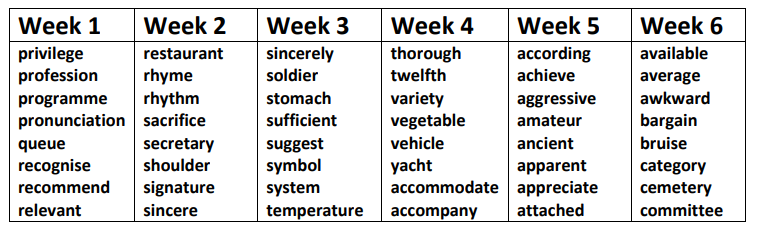 Week 1 Week 2 Week 3 Week 4 Week 5 Week 6
privilege restaurant sincerely thorough according available
profession rhyme soldier twelfth achieve average
programme rhythm stomach variety aggressive awkward
pronunciation sacrifice sufficient vegetable amateur bargain
queue secretary suggest vehicle ancient bruise
recognise shoulder symbol yacht apparent category
recommend signature system accommodate appreciate cemetery
relevant sincere temperature accompany attached committee